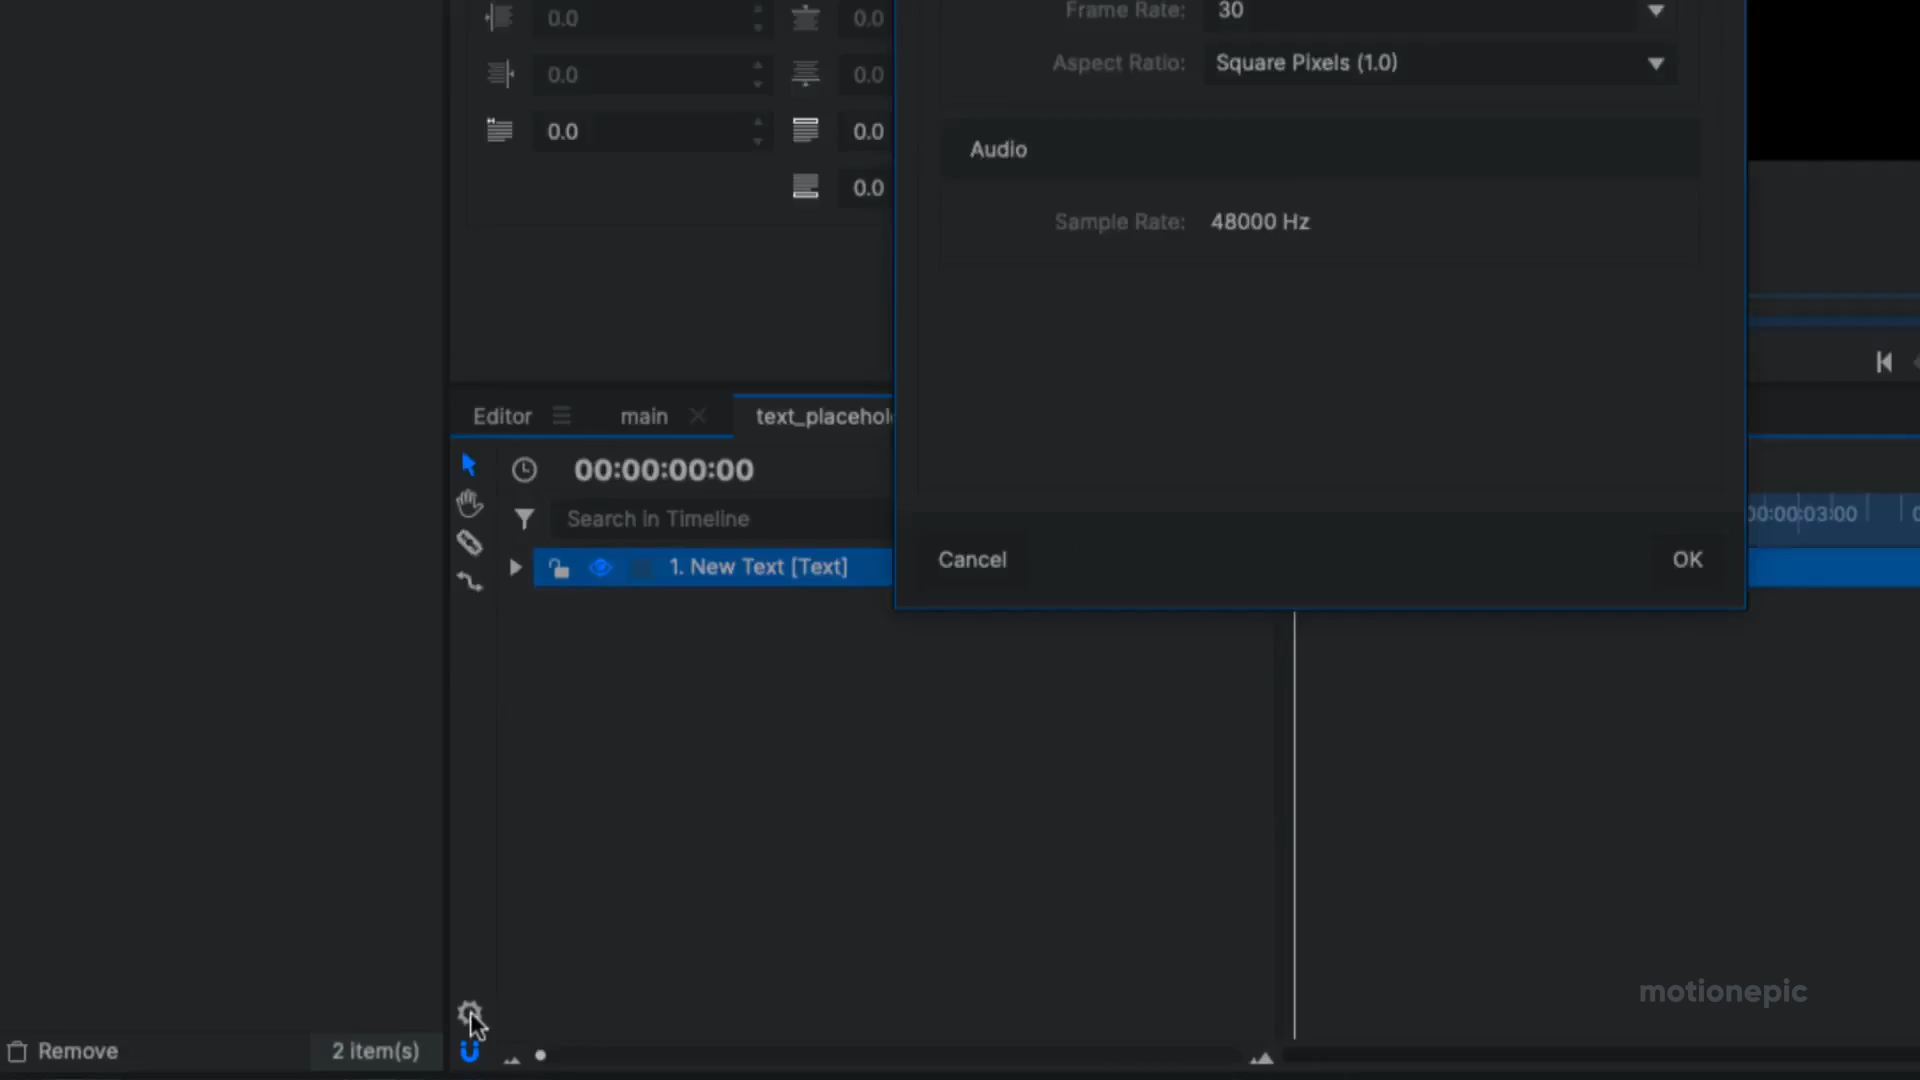 0.0
0.0
Frame Rate: 30
0.0
0.0
Aspect Ratio: Square Pixels (1.0)
0.0
0.0
Audio
0.0
Sample Rate: 48000 Hz
Editor
main
text_placehol
00:00:00:00
Search in Timeline
00:00:03:00
1. New Text [Text]
Cancel
OK
motionepic
Remove
2 item(s)